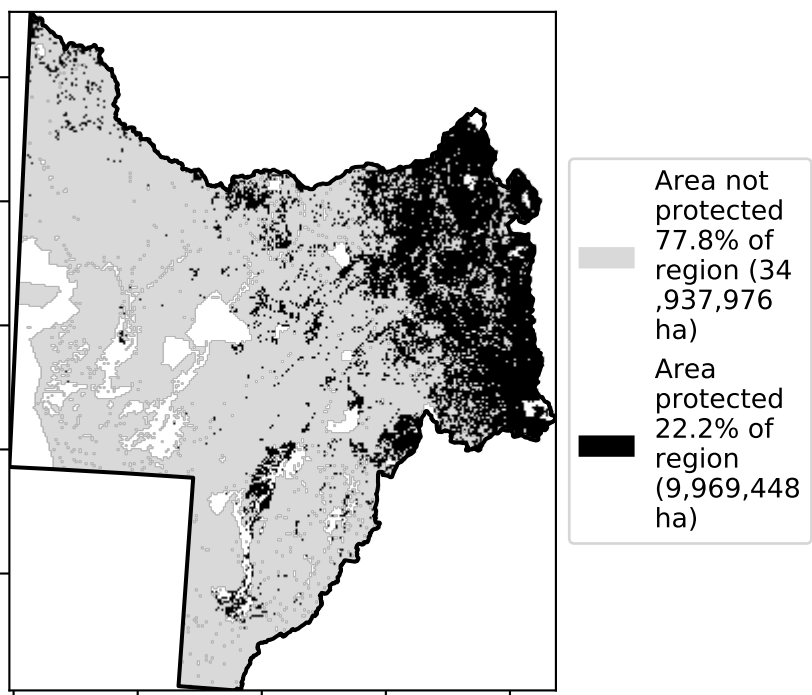 Area not
protected
77.8% of
region (34
,937,976
ha)
Area
protected
22.2% of
region
(9,969,448
ha)